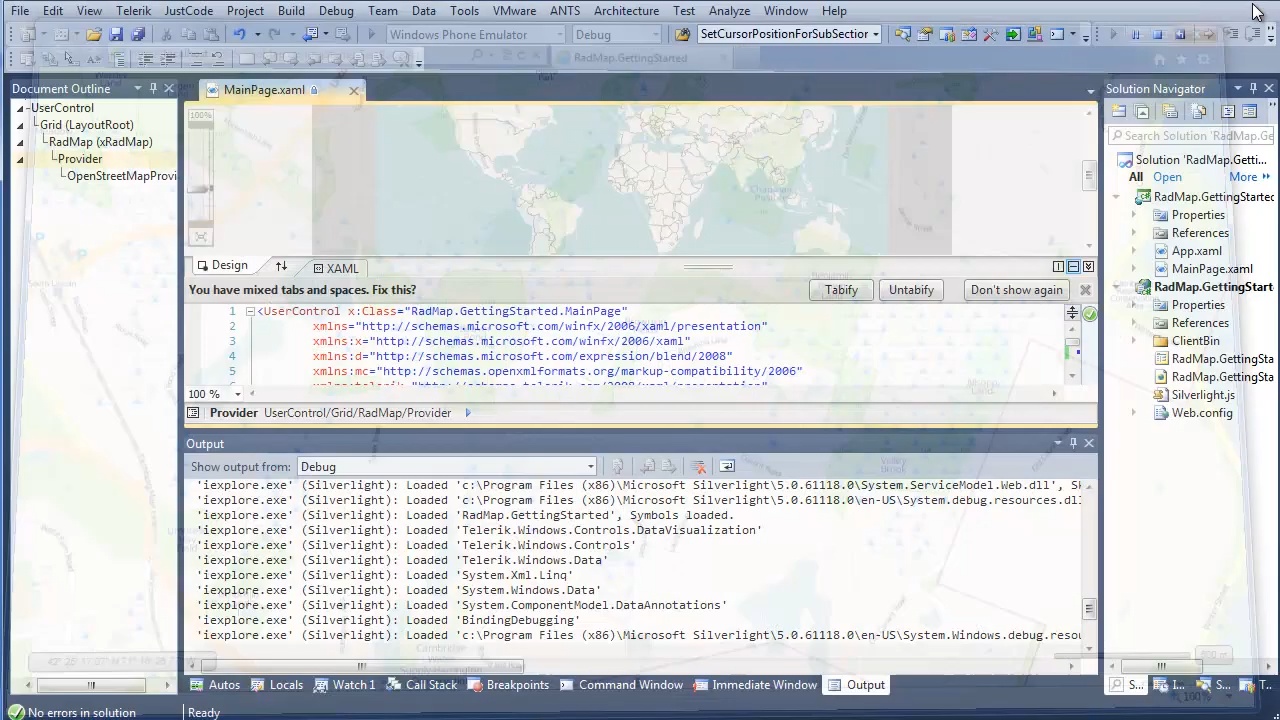 File Edit View Telerik JustCode Project Build Debug Team Data Tools VMware ANTS Architecture Test Analyze Window Help
Windows Phone Emulator Debug SetCursorPositionForSubSection
RadMap.GettingStarted
Document Outline MainPage.xaml Solution Navigator
UserControl
Grid (LayoutRoot)
RadMap (xRadMap)
Provider
OpenStreetMapProvi
100%
Design XAML
You have mixed tabs and spaces. Fix this? Tabify Untabify Don't show again
1 <UserControl x:Class="RadMap.GettingStarted.MainPage"
2 xmlns="http://schemas.microsoft.com/winfx/2006/xaml/presentation"
3 xmlns:x="http://schemas.microsoft.com/winfx/2006/xaml"
4 xmlns:d="http://schemas.microsoft.com/expression/blend/2008"
5 xmlns:mc="http://schemas.openxmlformats.org/markup-compatibility/2006"
100 %
Provider UserControl/Grid/RadMap/Provider
Output
Show output from: Debug
'iexplore.exe' (Silverlight): Loaded 'c:\Program Files (x86)\Microsoft Silverlight\5.0.61118.0\System.ServiceModel.Web.dll', Sk
'iexplore.exe' (Silverlight): Loaded 'c:\Program Files (x86)\Microsoft Silverlight\5.0.61118.0\en-US\System.debug.resources.dll
'iexplore.exe' (Silverlight): Loaded 'RadMap.GettingStarted', Symbols loaded.
'iexplore.exe' (Silverlight): Loaded 'Telerik.Windows.Controls.DataVisualization'
'iexplore.exe' (Silverlight): Loaded 'Telerik.Windows.Controls'
'iexplore.exe' (Silverlight): Loaded 'Telerik.Windows.Data'
'iexplore.exe' (Silverlight): Loaded 'System.Xml.Linq'
'iexplore.exe' (Silverlight): Loaded 'System.Windows.Data'
'iexplore.exe' (Silverlight): Loaded 'System.ComponentModel.DataAnnotations'
'iexplore.exe' (Silverlight): Loaded 'BindingDebugging'
'iexplore.exe' (Silverlight): Loaded 'c:\Program Files (x86)\Microsoft Silverlight\5.0.61118.0\en-US\System.Windows.debug.resou
Autos Locals Watch 1 Call Stack Breakpoints Command Window Immediate Window Output
Search Solution 'RadMap.Ge
Solution 'RadMap.Getti...
All Open More
RadMap.GettingStarted
Properties
References
App.xaml
MainPage.xaml
RadMap.GettingStart
Properties
References
ClientBin
RadMap.GettingSta
RadMap.GettingSta
Silverlight.js
Web.config
S... I... S... T...
No errors in solution Ready
100%